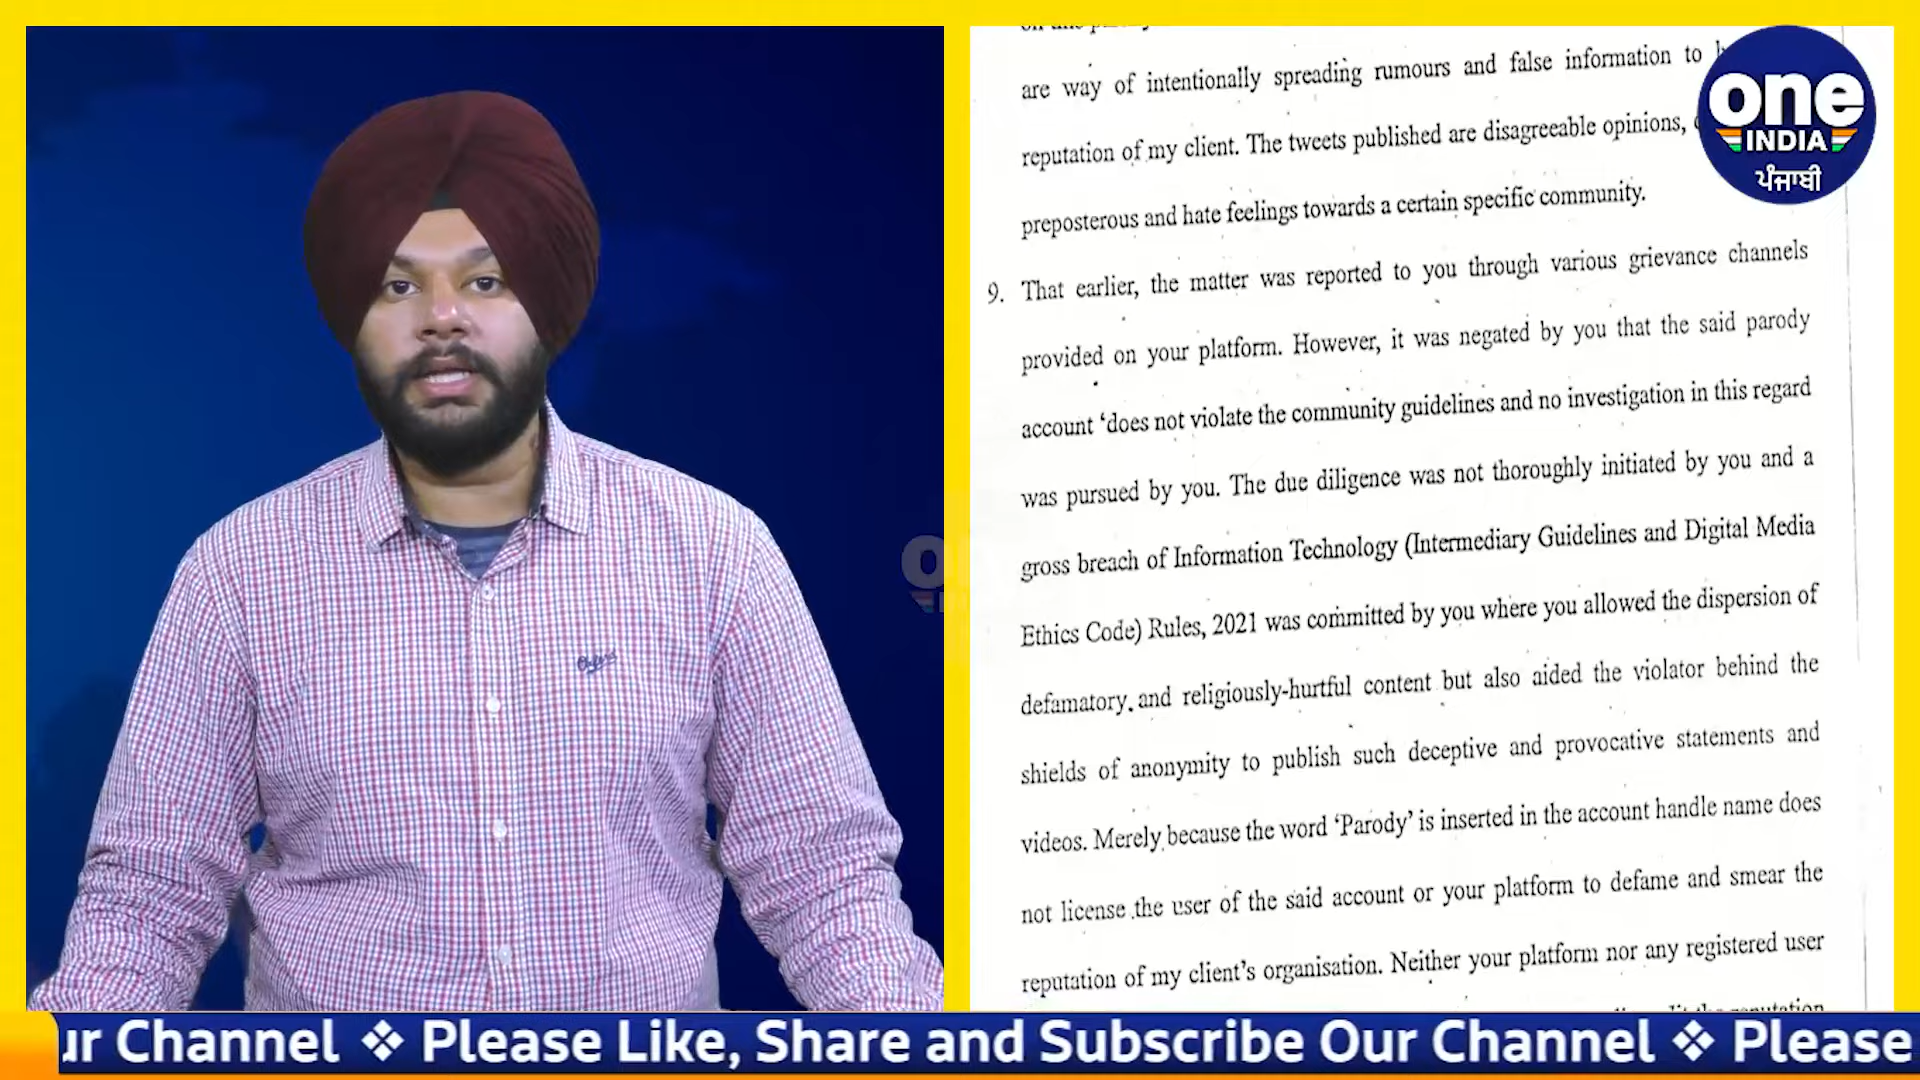 are way of intentionally spreading rumours and false information to
reputation of my client. The tweets published are disagreeable opinions,
preposterous and hate feelings towards a certain specific community.
9. That earlier, the matter was reported to you through various grievance channels
provided on your platform. However, it was negated by you that the said parody
account ‘does not violate the community guidelines and no investigation in this regard
was pursued by you. The due diligence was not thoroughly initiated by you and a
gross breach of Information Technology (Intermediary Guidelines and Digital Media
Ethics Code) Rules, 2021 was committed by you where you allowed the dispersion of
defamatory and religiously-hurtful content but also aided the violator behind the
shields of anonymity to publish such deceptive and provocative statements and
videos. Merely because the word ‘Parody’ is inserted in the account handle name does
not license the user of the said account or your platform to defame and smear the
reputation of my client’s organisation. Neither your platform nor any registered user
reputation
one
INDIA
ਪੰਜਾਬੀ
Oxford
ur Channel ❖ Please Like, Share and Subscribe Our Channel ❖ Please